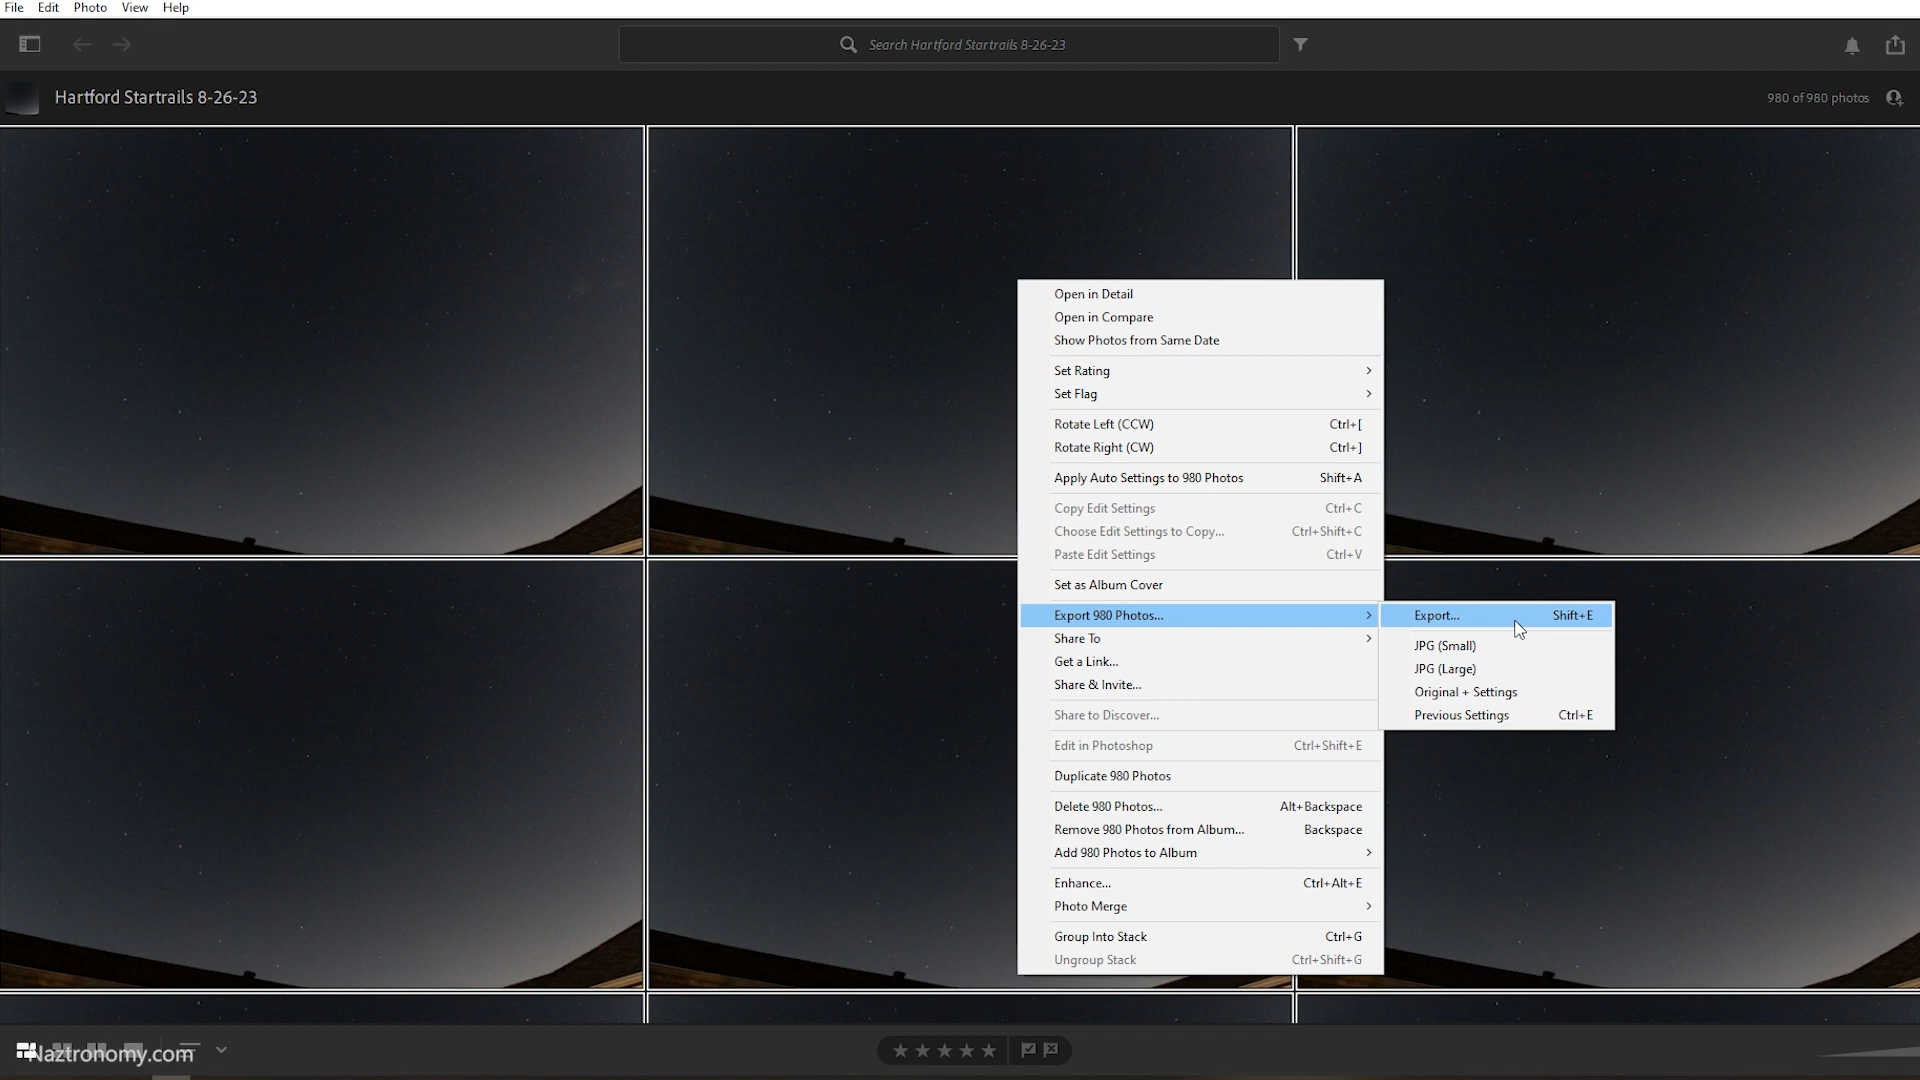 File Edit Photo View Help
Search Hartford Startrails 8-26-23
Hartford Startrails 8-26-23
980 of 980 photos
Open in Detail
Open in Compare
Show Photos from Same Date
Set Rating
Set Flag
Rotate Left (CCW) Ctrl+[
Rotate Right (CW) Ctrl+]
Apply Auto Settings to 980 Photos Shift+A
Copy Edit Settings Ctrl+C
Choose Edit Settings to Copy... Ctrl+Shift+C
Paste Edit Settings Ctrl+V
Set as Album Cover
Export 980 Photos...
Share To
Get a Link...
Share & Invite...
Share to Discover...
Edit in Photoshop Ctrl+Shift+E
Duplicate 980 Photos
Delete 980 Photos... Alt+Backspace
Remove 980 Photos from Album... Backspace
Add 980 Photos to Album
Enhance... Ctrl+Alt+E
Photo Merge
Group Into Stack Ctrl+G
Ungroup Stack Ctrl+Shift+G
Export... Shift+E
JPG (Small)
JPG (Large)
Original + Settings
Previous Settings Ctrl+E
Naztronomy.com